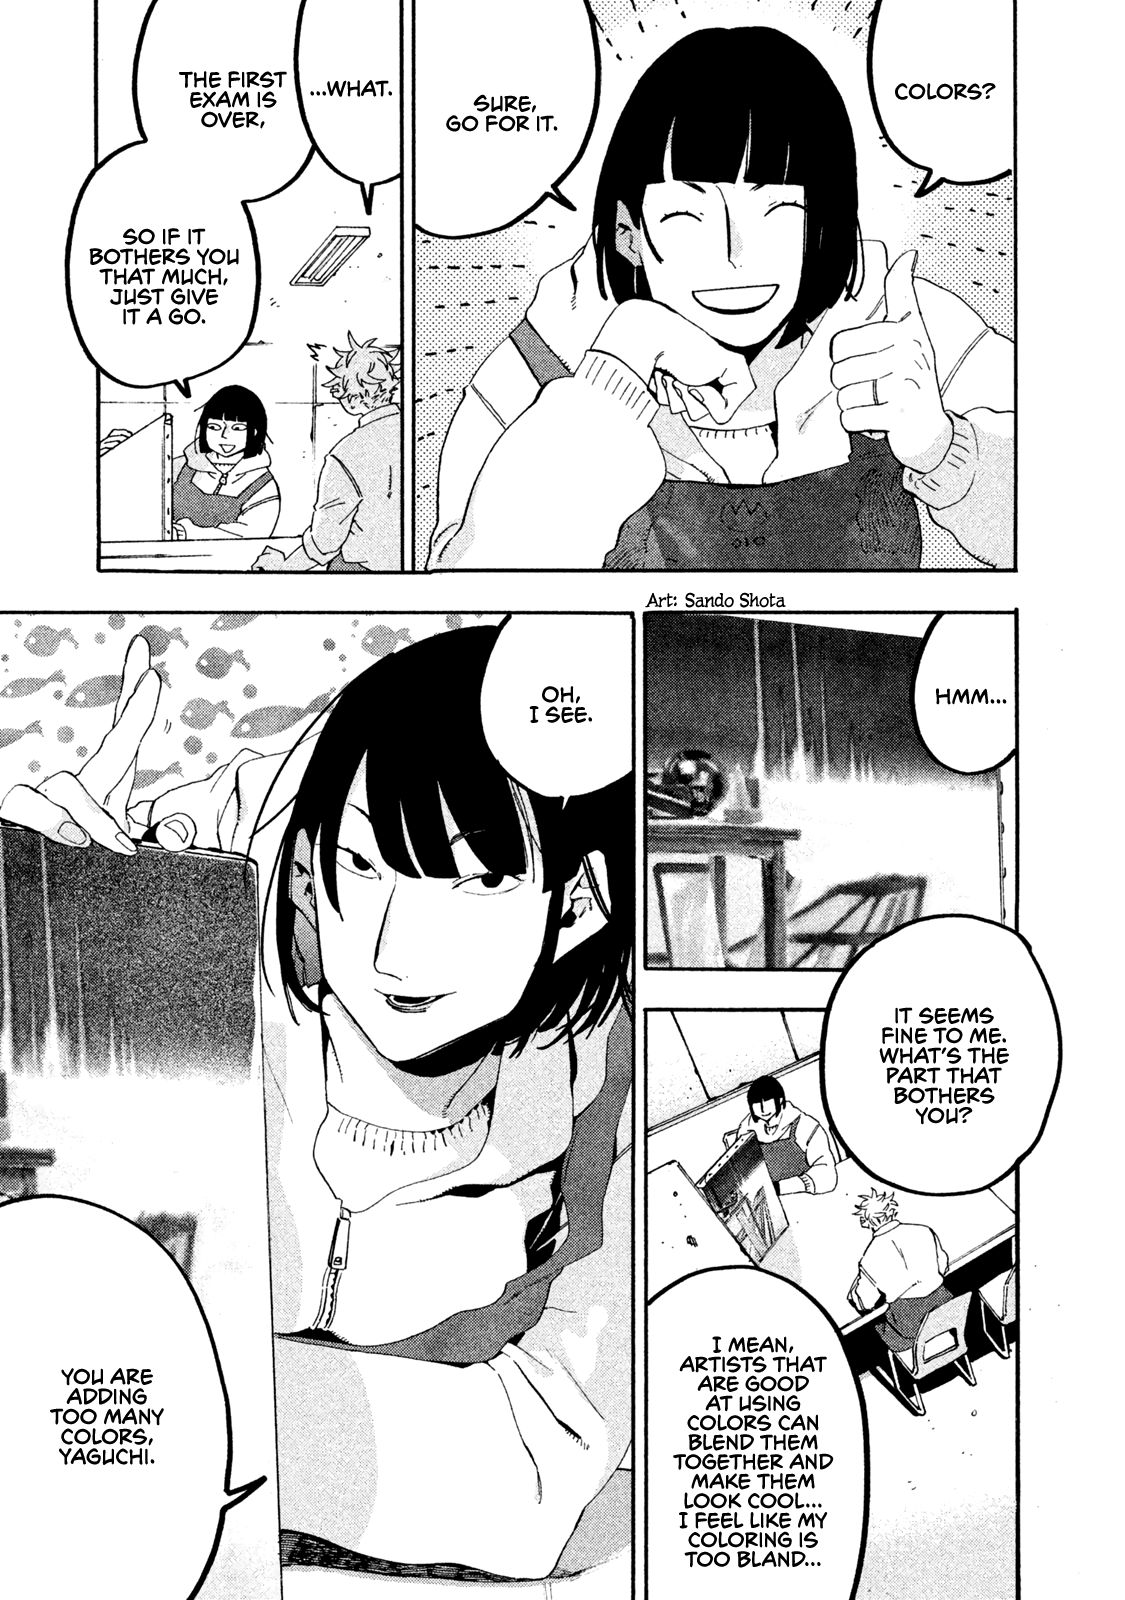 COLORS?
SURE,
GO FOR IT.
...WHAT.
THE FIRST
EXAM IS
OVER,
SO IF IT
BOTHERS YOU
THAT MUCH,
JUST GIVE
IT A GO.
Art: Sando Shota
HMM...
IT SEEMS
FINE TO ME.
WHAT'S THE
PART THAT
BOTHERS
YOU?
I MEAN,
ARTISTS THAT
ARE GOOD
AT USING
COLORS CAN
BLEND THEM
TOGETHER AND
MAKE THEM
LOOK COOL...
I FEEL LIKE MY
COLORING IS
TOO BLAND...
OH,
I SEE.
YOU ARE
ADDING
TOO MANY
COLORS,
YAGUCHI.